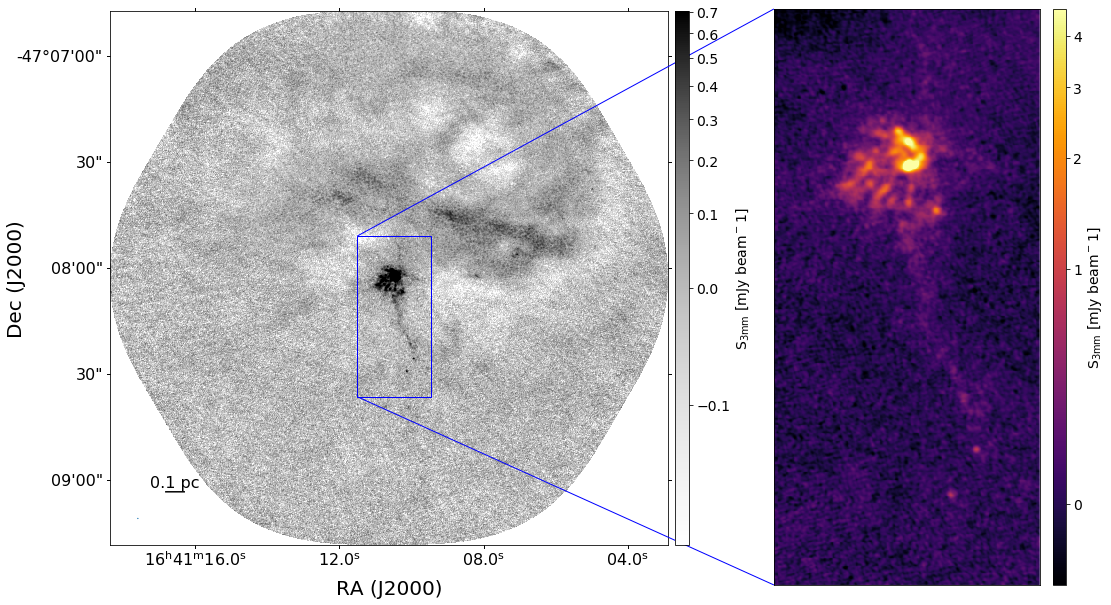 -47°07'00"
30"
08'00"
30"
09'00"
Dec (J2000)
0.1 pc
16ʰ41ᵐ16.0ˢ
12.0ˢ
08.0ˢ
04.0ˢ
RA (J2000)
0.7
0.6
0.5
0.4
0.3
0.2
0.1
0.0
−0.1
S₃mm [mJy beam⁻1]
4
3
2
1
0
S₃mm [mJy beam⁻1]